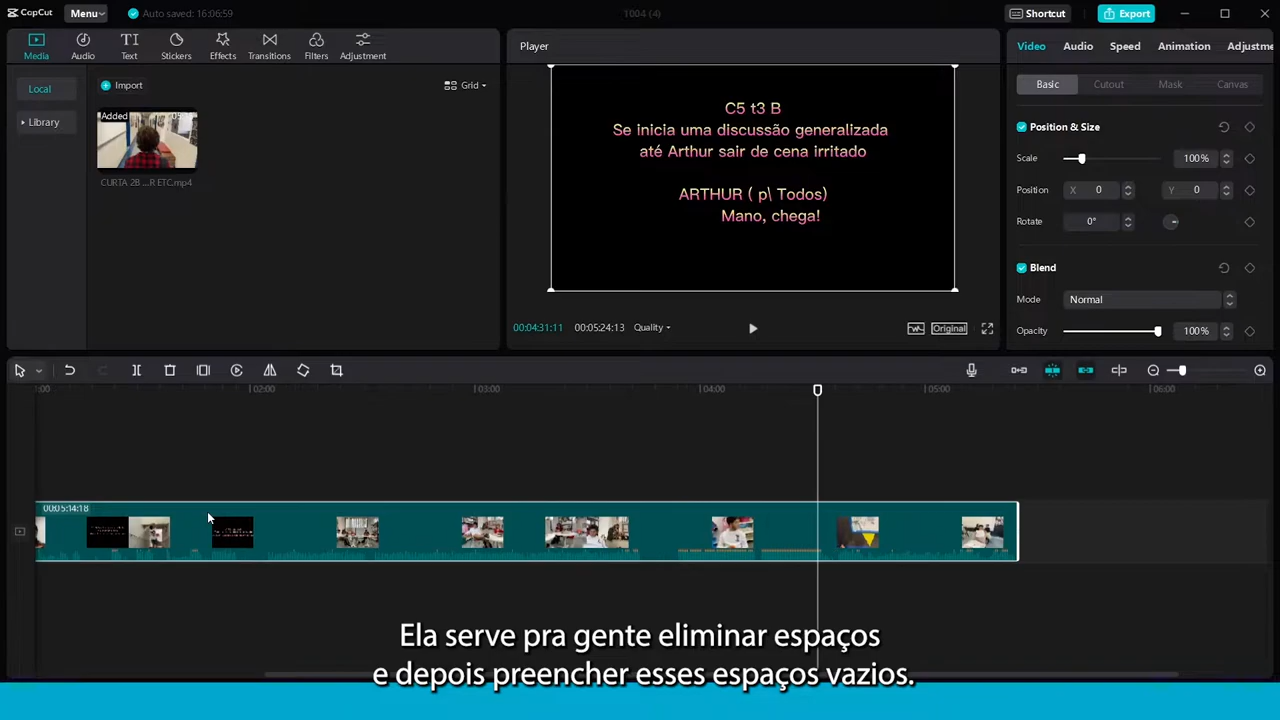 CapCut
Menu
Auto saved: 16:06:59
1004 (4)
Shortcut
Export
Media
Audio
Text
Stickers
Effects
Transitions
Filters
Adjustment
Player
Video
Audio
Speed
Animation
Adjustme
Local
Library
Import
Grid
Added
CURTA 2B ...R ETC.mp4
C5 t3 B
Se inicia uma discussão generalizada
até Arthur sair de cena irritado
ARTHUR ( p\ Todos)
Mano, chega!
00:04:31:11
00:05:24:13
Quality
Original
Basic
Cutout
Mask
Canvas
Position & Size
Scale
100%
Position
X 0
Y 0
Rotate
0°
Blend
Mode
Normal
Opacity
100%
:00
02:00
03:00
04:00
05:00
06:00
00:05:14:18
Ela serve pra gente eliminar espaços
e depois preencher esses espaços vazios.